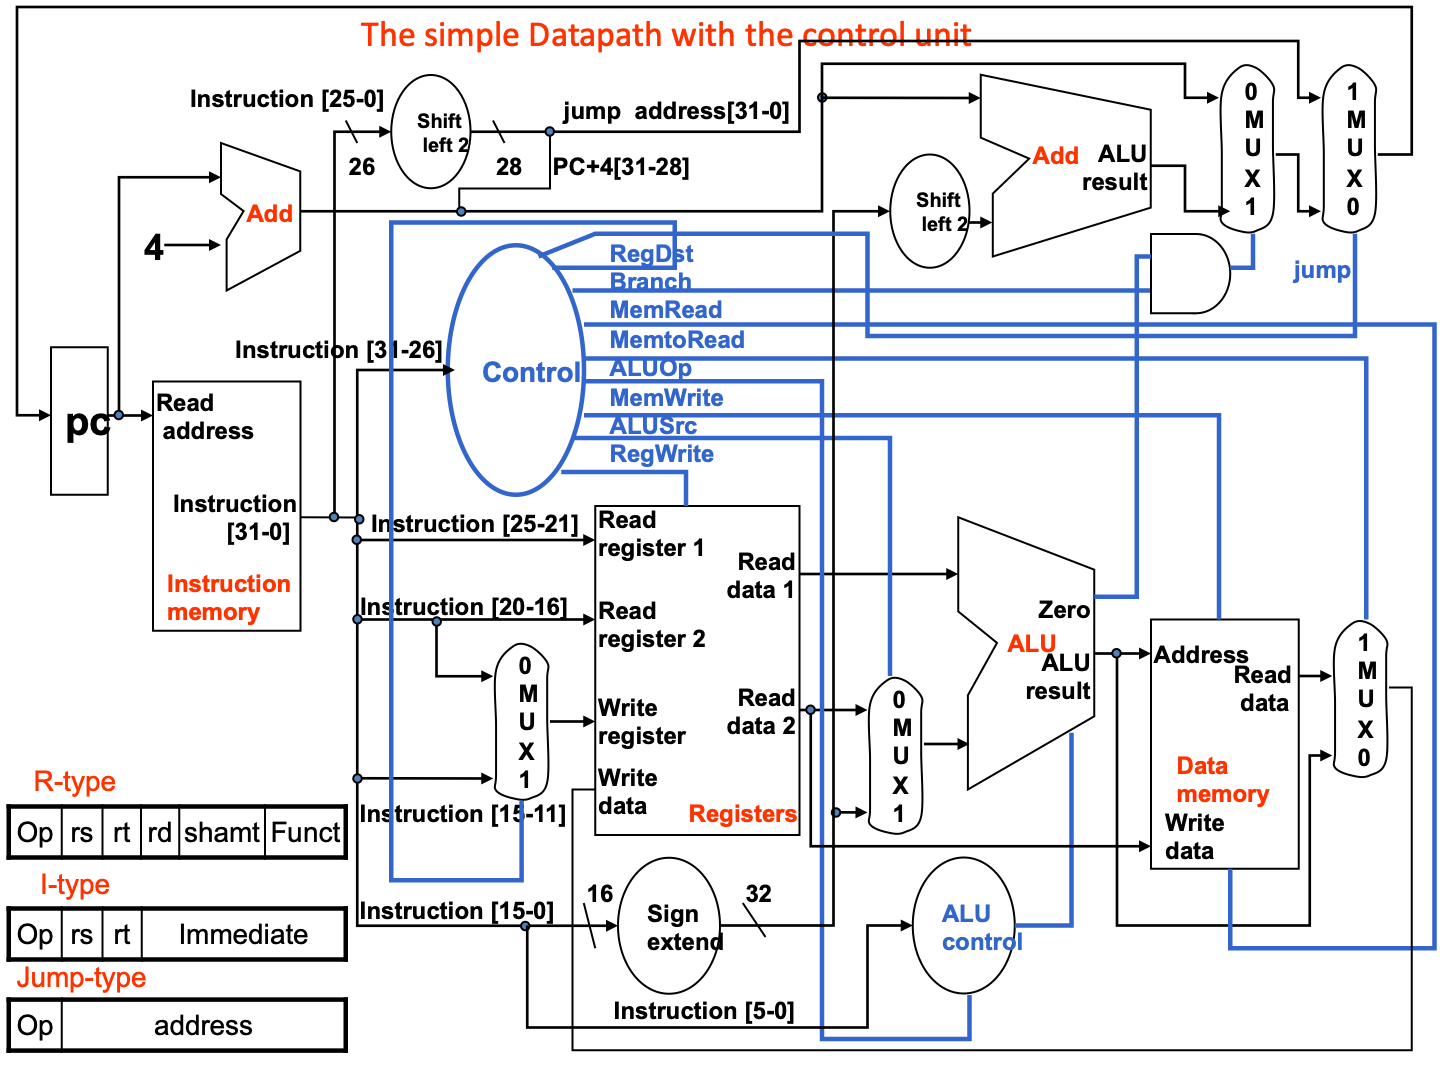 The simple Datapath with the control unit
Instruction [25-0]
Shift
left 2
jump address[31-0]
26
28
PC+4[31-28]
Add
4
Shift
left 2
Add
ALU
result
0
M
U
X
1
1
M
U
X
0
jump
RegDst
Branch
MemRead
MemtoRead
ALUOp
MemWrite
ALUSrc
RegWrite
Control
Instruction [31-26]
pc
Read
address
Instruction
[31-0]
Instruction
memory
Instruction [25-21]
Instruction [20-16]
0
M
U
X
1
Instruction [15-11]
Read
register 1
Read
register 2
Write
register
Write
data
Read
data 1
Read
data 2
Registers
0
M
U
X
1
Zero
ALU
ALU
result
Address
Read
data
Data
memory
Write
data
1
M
U
X
0
Instruction [15-0]
16
Sign
extend
32
ALU
control
Instruction [5-0]
R-type
Op rs rt rd shamt Funct
I-type
Op rs rt Immediate
Jump-type
Op address